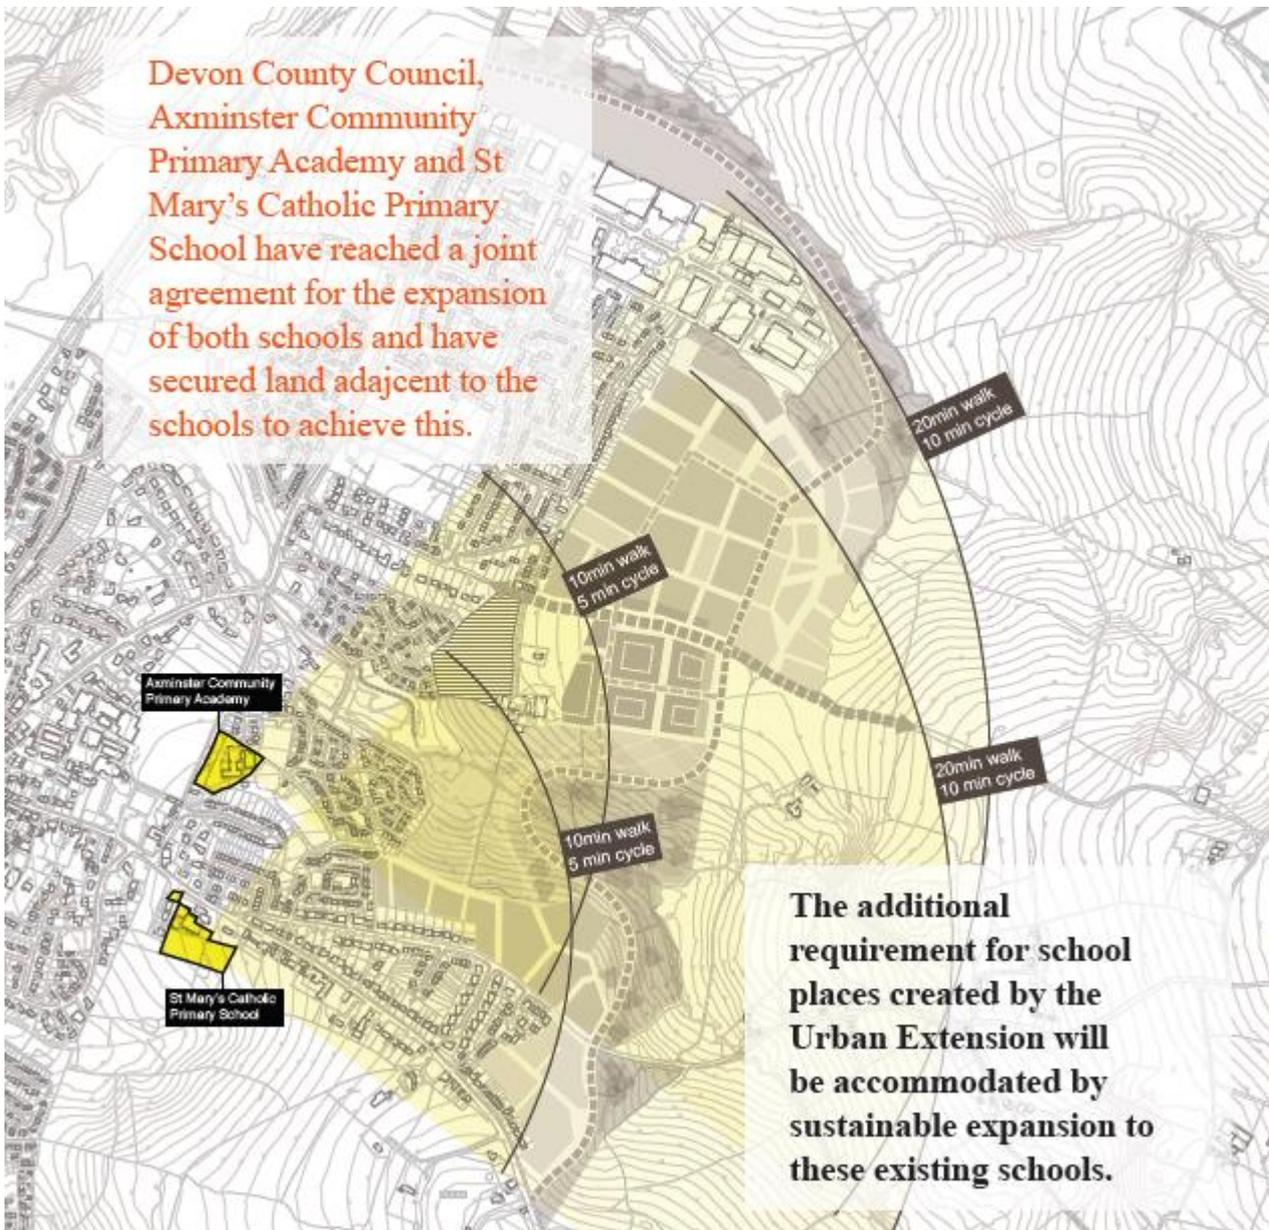 Devon County Council,
Axminster Community
Primary Academy and St
Mary’s Catholic Primary
School have reached a joint
agreement for the expansion
of both schools and have
secured land adajcent to the
schools to achieve this.
20min walk
10 min cycle
10min walk
5 min cycle
Axminster Community
Primary Academy
20min walk
10 min cycle
10min walk
5 min cycle
St Mary's Catholic
Primary School
The additional
requirement for school
places created by the
Urban Extension will
be accommodated by
sustainable expansion to
these existing schools.